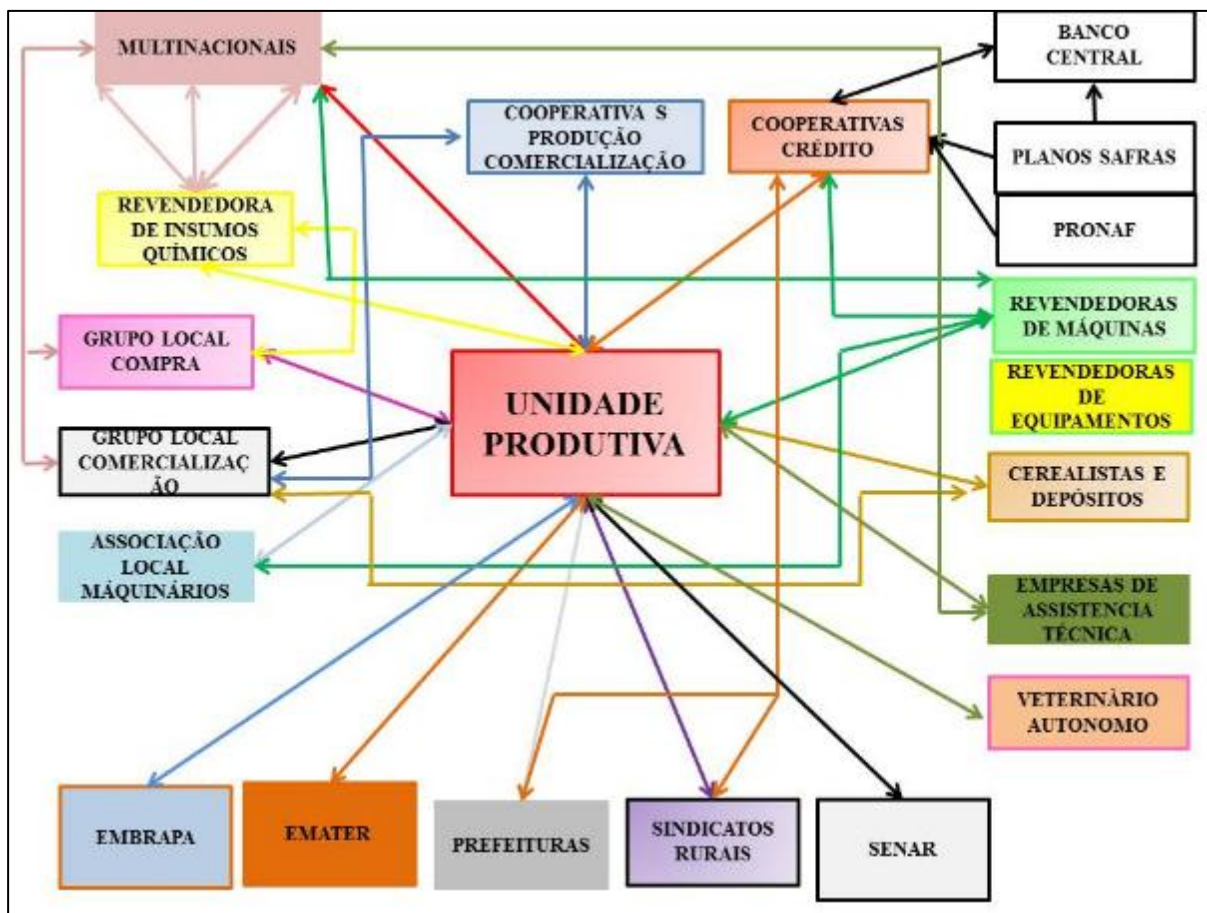 MULTINACIONAIS
BANCO
CENTRAL
COOPERATIVA S
PRODUÇÃO
COMERCIALIZAÇÃO
COOPERATIVAS
CRÉDITO
PLANOS SAFRAS
PRONAF
REVENDEDORA
DE INSUMOS
QUÍMICOS
REVENDEDORAS
DE MÁQUINAS
GRUPO LOCAL
COMPRA
UNIDADE
PRODUTIVA
REVENDEDORAS
DE
EQUIPAMENTOS
GRUPO LOCAL
COMERCIALIZAÇ
ÃO
CEREALISTAS E
DEPÓSITOS
ASSOCIAÇÃO
LOCAL
MÁQUINÁRIOS
EMPRESAS DE
ASSISTENCIA
TÉCNICA
VETERINÁRIO
AUTONOMO
EMBRAPA
EMATER
PREFEITURAS
SINDICATOS
RURAIS
SENAR